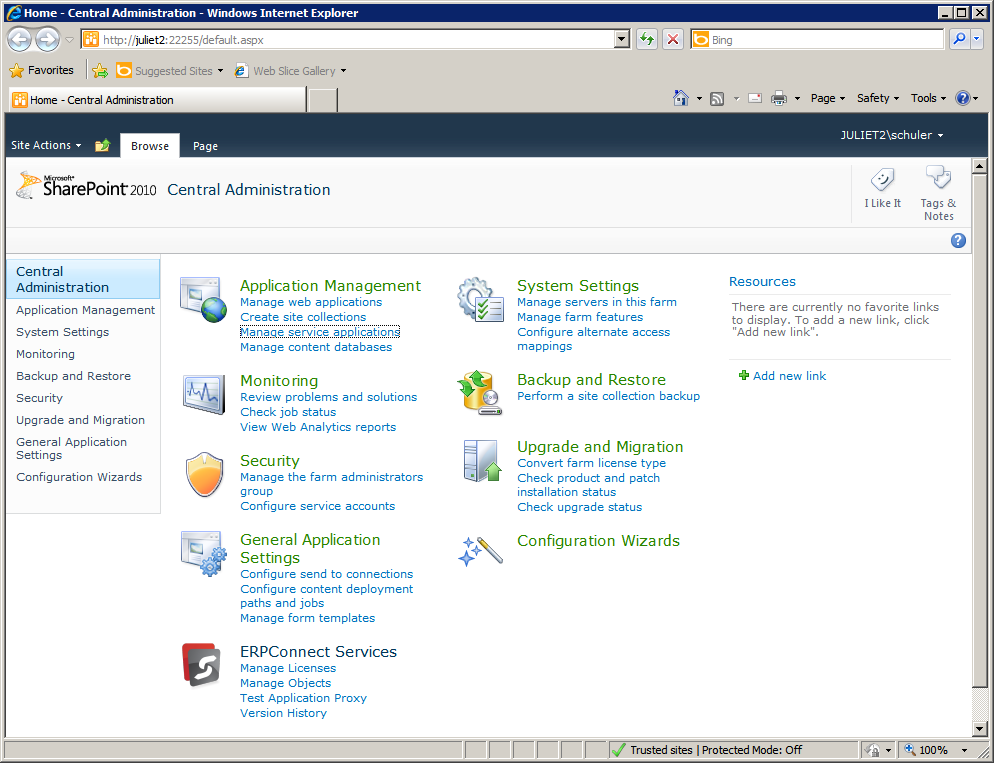 Home - Central Administration - Windows Internet Explorer
http://juliet2:22255/default.aspx
Bing
Favorites
Suggested Sites
Web Slice Gallery
Home - Central Administration
Page
Safety
Tools
Site Actions
Browse
Page
JULIET2\schuler
Microsoft
SharePoint 2010
Central Administration
I Like It
Tags &
Notes
Central
Administration
Application Management
System Settings
Monitoring
Backup and Restore
Security
Upgrade and Migration
General Application
Settings
Configuration Wizards
Application Management
Manage web applications
Create site collections
Manage service applications
Manage content databases
Monitoring
Review problems and solutions
Check job status
View Web Analytics reports
Security
Manage the farm administrators
group
Configure service accounts
General Application
Settings
Configure send to connections
Configure content deployment
paths and jobs
Manage form templates
ERPConnect Services
Manage Licenses
Manage Objects
Test Application Proxy
Version History
System Settings
Manage servers in this farm
Manage farm features
Configure alternate access
mappings
Backup and Restore
Perform a site collection backup
Upgrade and Migration
Convert farm license type
Check product and patch
installation status
Check upgrade status
Configuration Wizards
Resources
There are currently no favorite links
to display. To add a new link, click
"Add new link".
Add new link
Trusted sites | Protected Mode: Off
100%